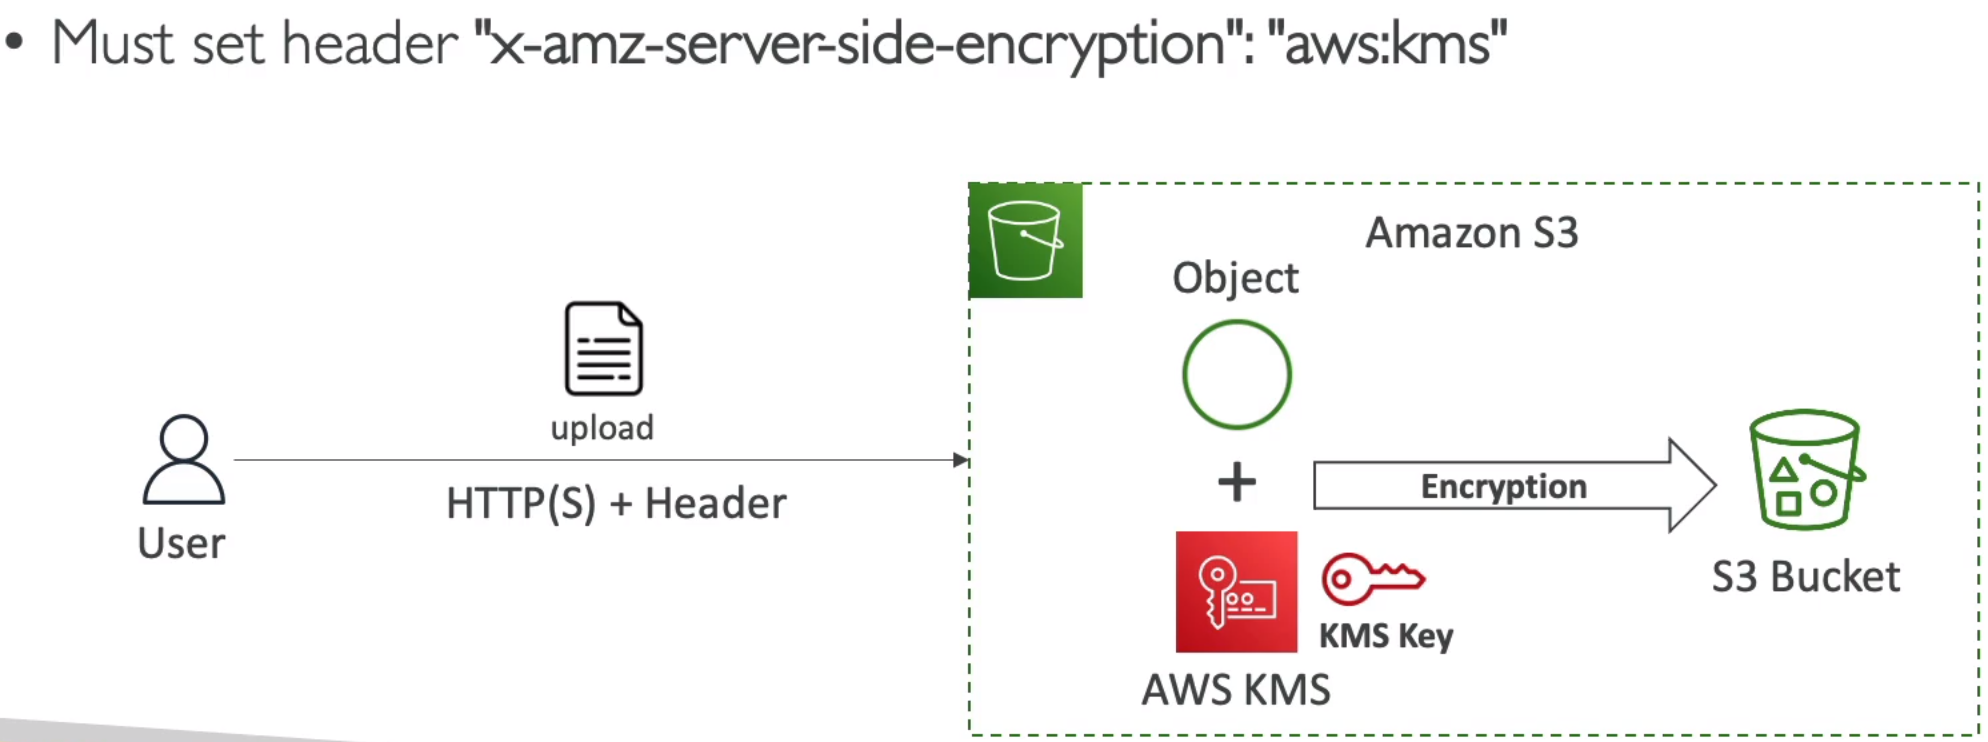 • Must set header "x-amz-server-side-encryption": "aws:kms"
Amazon S3
Object
upload
HTTP(S) + Header
User
+
Encryption
S3 Bucket
KMS Key
AWS KMS